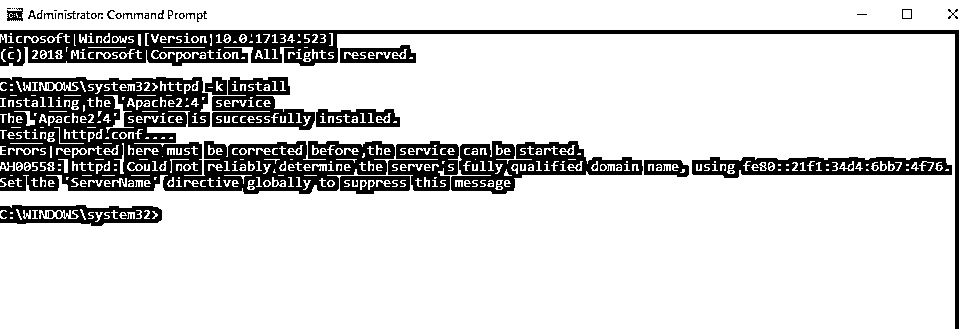 Administrator: Command Prompt
Microsoft Windows [Version 10.0.17134.523]
(c) 2018 Microsoft Corporation. All rights reserved.
C:\WINDOWS\system32>httpd -k install
Installing the 'Apache2.4' service
The 'Apache2.4' service is successfully installed.
Testing httpd.conf....
Errors reported here must be corrected before the service can be started.
AH00558: httpd: Could not reliably determine the server's fully qualified domain name, using fe80::21f1:34d4:6bb7:4f76.
Set the 'ServerName' directive globally to suppress this message
C:\WINDOWS\system32>